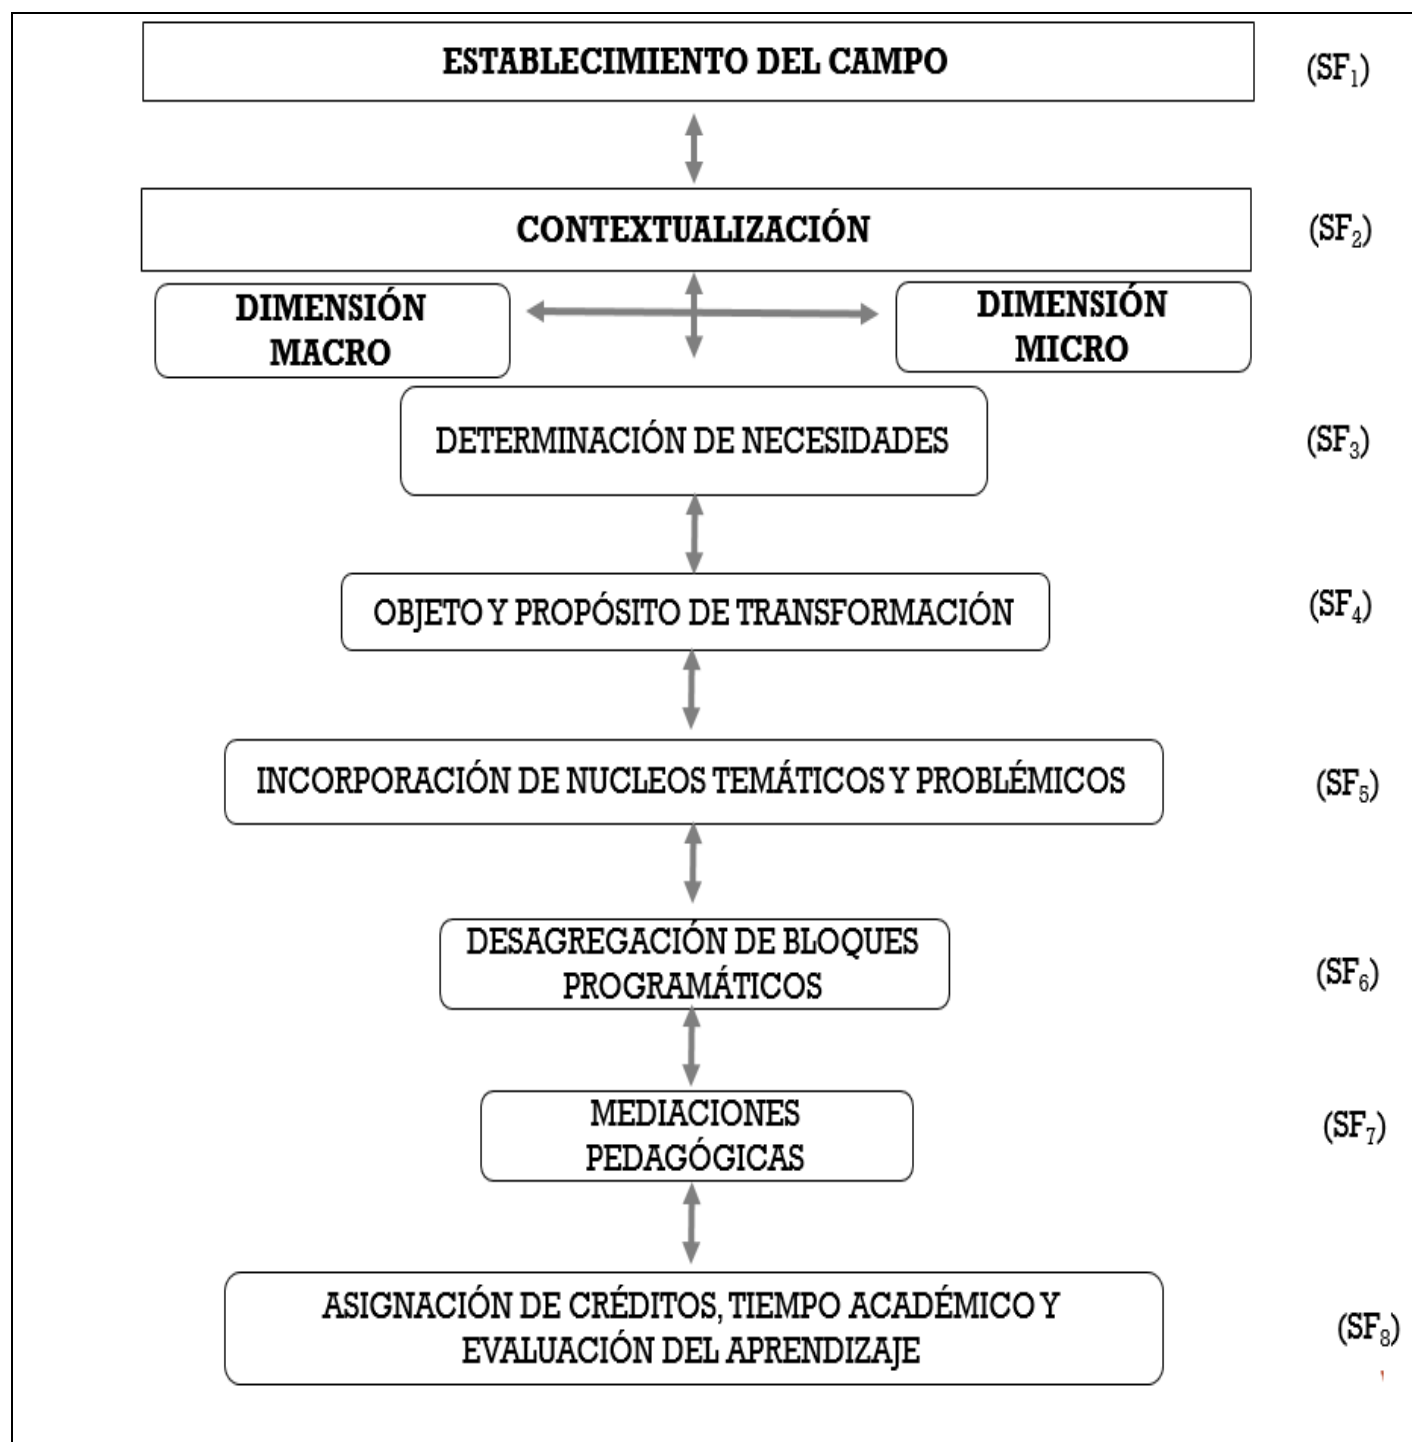 ESTABLECIMIENTO DEL CAMPO (SF₁)
CONTEXTUALIZACIÓN (SF₂)
DIMENSIÓN
MACRO
DIMENSIÓN
MICRO
DETERMINACIÓN DE NECESIDADES (SF₃)
OBJETO Y PROPÓSITO DE TRANSFORMACIÓN (SF₄)
INCORPORACIÓN DE NUCLEOS TEMÁTICOS Y PROBLÉMICOS (SF₅)
DESAGREGACIÓN DE BLOQUES
PROGRAMÁTICOS (SF₆)
MEDIACIONES
PEDAGÓGICAS (SF₇)
ASIGNACIÓN DE CRÉDITOS, TIEMPO ACADÉMICO Y
EVALUACIÓN DEL APRENDIZAJE (SF₈)